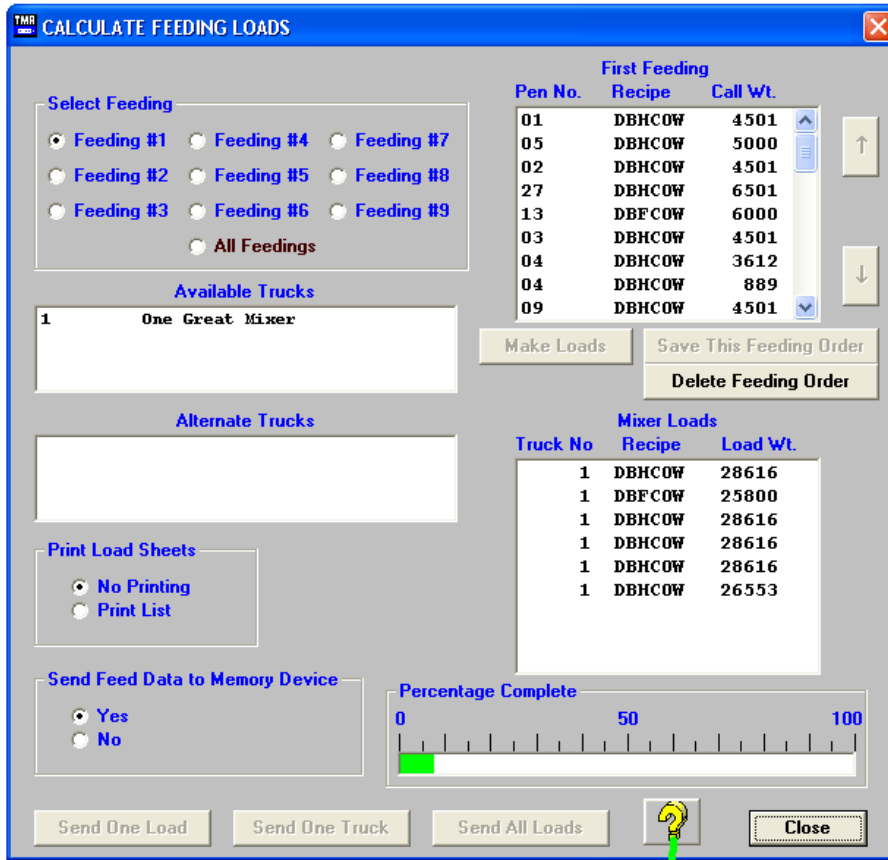 TMR
CALCULATE FEEDING LOADS
Select Feeding
Feeding #1 Feeding #4 Feeding #7
Feeding #2 Feeding #5 Feeding #8
Feeding #3 Feeding #6 Feeding #9
All Feedings
First Feeding
Pen No. Recipe Call Wt.
01 DBHCOW 4501
05 DBHCOW 5000
02 DBHCOW 4501
27 DBHCOW 6501
13 DBFCOW 6000
03 DBHCOW 4501
04 DBHCOW 3612
04 DBHCOW 889
09 DBHCOW 4501
Available Trucks
1 One Great Mixer
Make Loads Save This Feeding Order
Delete Feeding Order
Alternate Trucks
Mixer Loads
Truck No Recipe Load Wt.
1 DBHCOW 28616
1 DBFCOW 25800
1 DBHCOW 28616
1 DBHCOW 28616
1 DBHCOW 28616
1 DBHCOW 26553
Print Load Sheets
No Printing
Print List
Send Feed Data to Memory Device
Yes
No
Percentage Complete
0 50 100
Send One Load Send One Truck Send All Loads ? Close